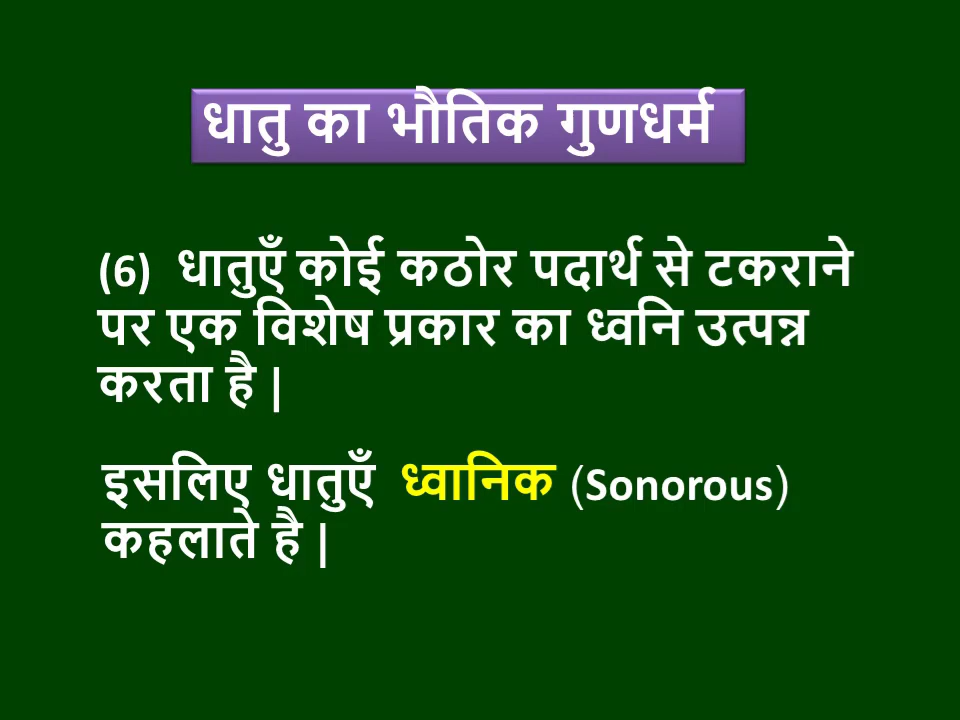 धातु का भौतिक गुणधर्म
(6) धातुएँ कोई कठोर पदार्थ से टकराने
पर एक विशेष प्रकार का ध्वनि उत्पन्न
करता है |
इसलिए धातुएँ ध्वानिक (Sonorous)
कहलाते है |